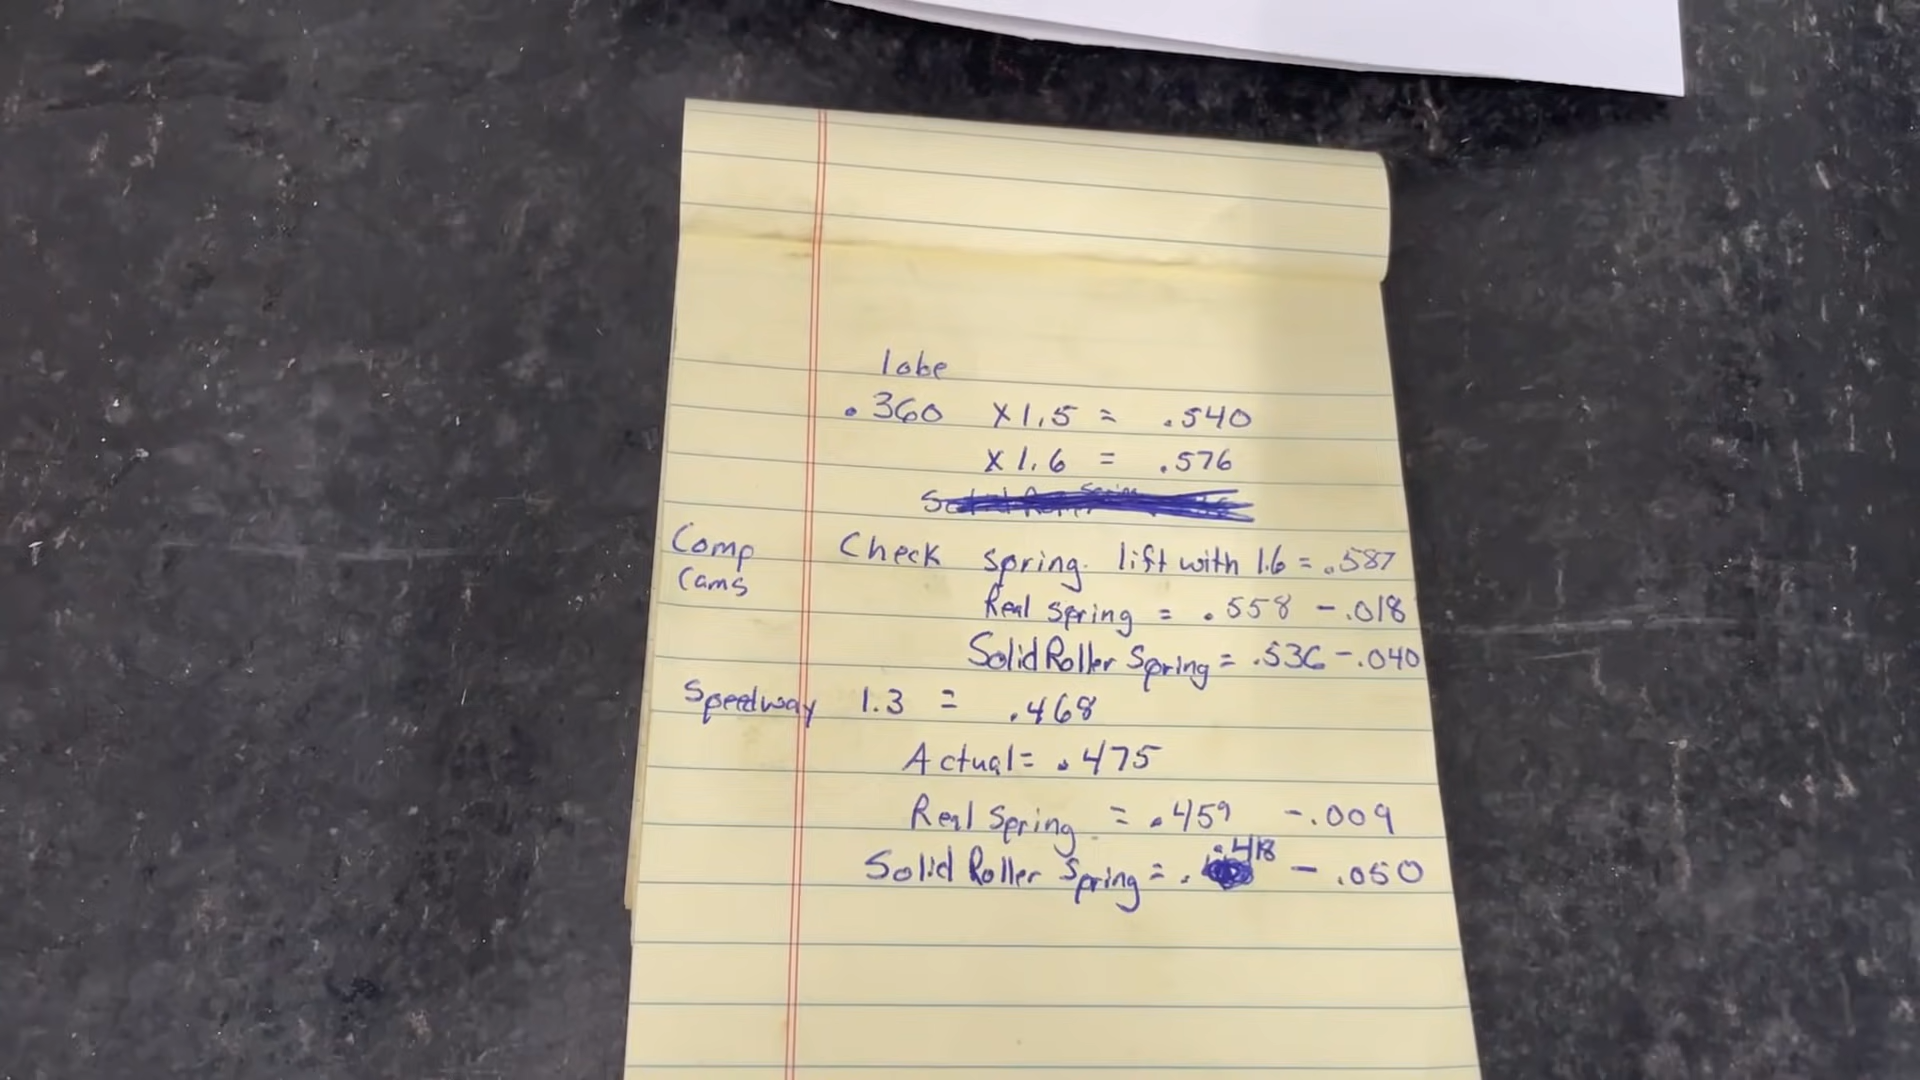 lobe
.360 x 1.5 = .540
x 1.6 = .576
Comp Cams
Check spring. lift with 1.6 = .587
Real spring = .558 - .018
Solid Roller Spring = .536 - .040
Speedway 1.3 = .468
Actual = .475
Real Spring = .459 - .009
Solid Roller Spring = .418 - .050